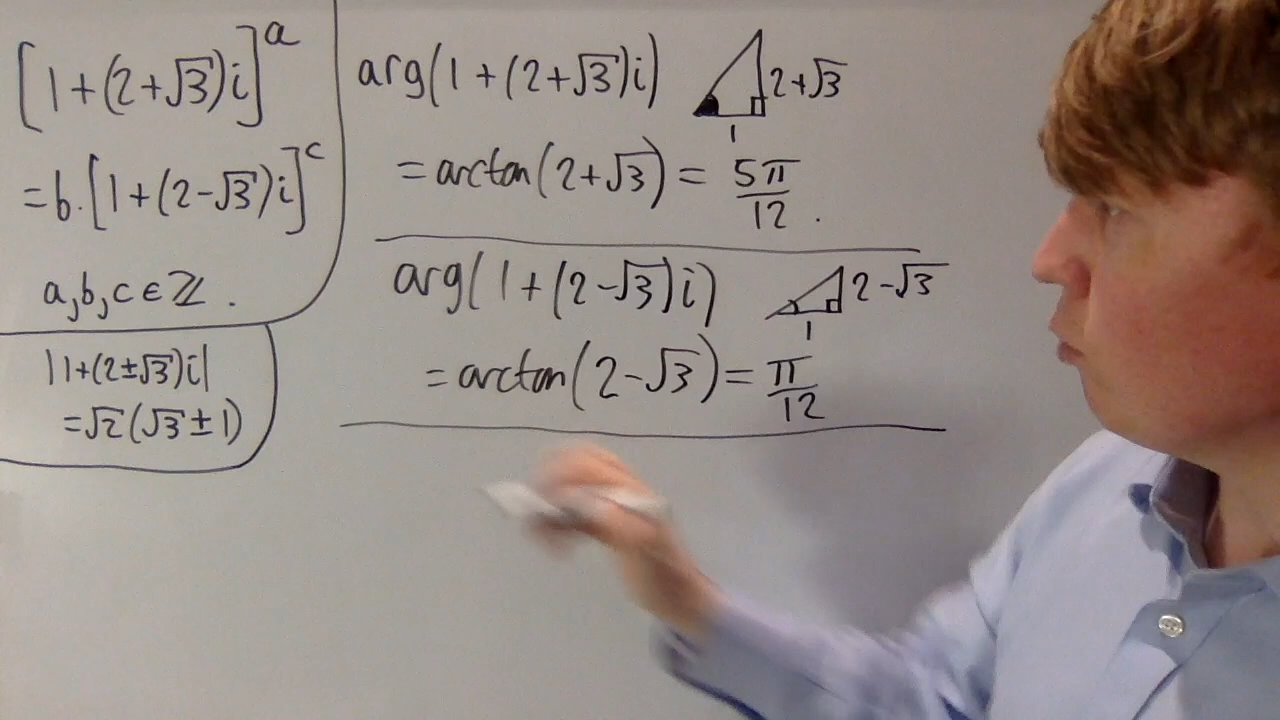 [1+(2+√3)i]^a
=b.[1+(2-√3)i]^c
a,b,c∈ℤ.
|1+(2±√3)i|
=√2(√3±1)
arg(1+(2+√3)i)
2+√3
1
=arctan(2+√3)=5π/12.
arg(1+(2-√3)i)
2-√3
1
=arctan(2-√3)=π/12